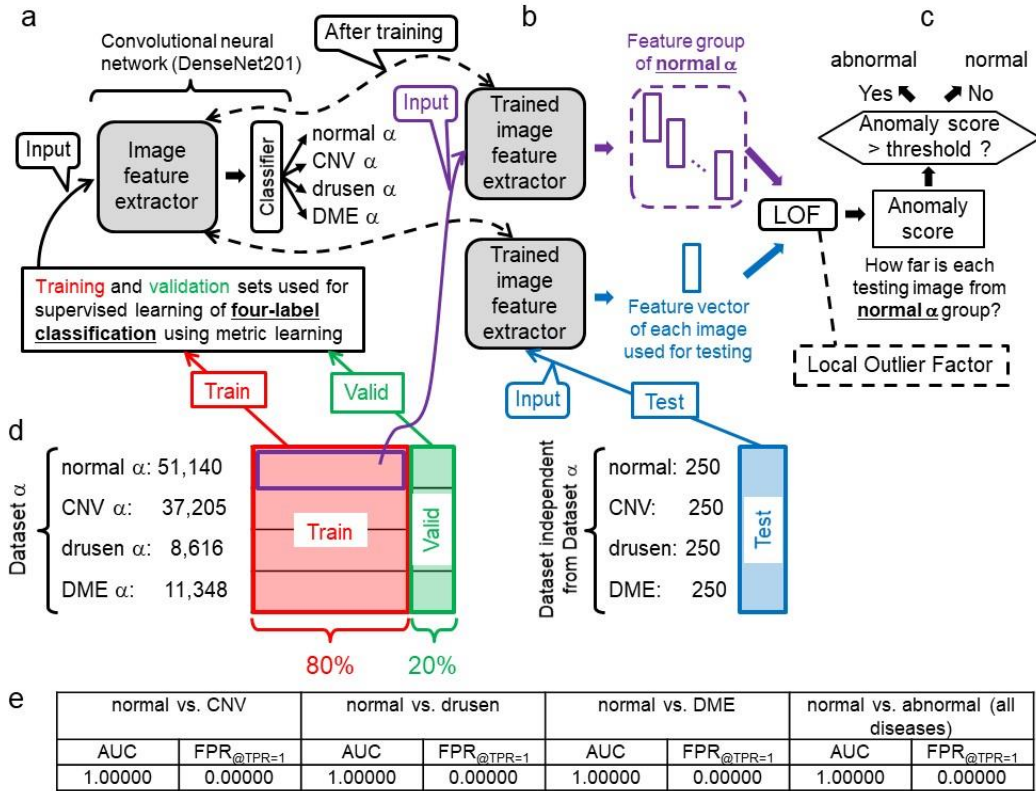 a
Convolutional neural
network (DenseNet201)
After training
Input
Image
feature
extractor
Classifier
normal α
CNV α
drusen α
DME α
Training and validation sets used for
supervised learning of four-label
classification using metric learning
Train
Valid
b
Input
Trained
image
feature
extractor
Feature group
of normal α
Trained
image
feature
extractor
Feature vector
of each image
used for testing
Input
Test
c
abnormal
normal
Yes
No
Anomaly score
> threshold ?
LOF
Anomaly
score
How far is each
testing image from
normal α group?
Local Outlier Factor
d
Dataset α
normal α: 51,140
CNV α: 37,205
drusen α: 8,616
DME α: 11,348
Train
Valid
80%
20%
Dataset independent
from Dataset α
normal: 250
CNV: 250
drusen: 250
DME: 250
Test
e
normal vs. CNV normal vs. drusen normal vs. DME normal vs. abnormal (all
diseases)
AUC FPR@TPR=1 AUC FPR@TPR=1 AUC FPR@TPR=1 AUC FPR@TPR=1
1.00000 0.00000 1.00000 0.00000 1.00000 0.00000 1.00000 0.00000